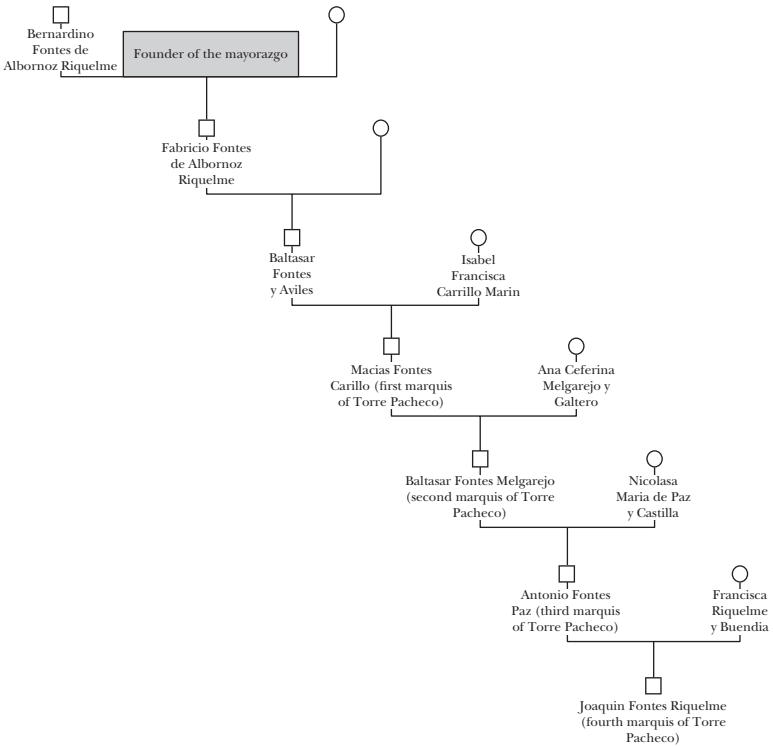 Bernardino
Fontes de
Albornoz Riquelme
Founder of the mayorazgo
Fabricio Fontes
de Albornoz
Riquelme
Baltasar
Fontes
y Aviles
Isabel
Francisca
Carrillo Marin
Macias Fontes
Carillo (first marquis
of Torre Pacheco)
Ana Ceferina
Melgarejo y
Galtero
Baltasar Fontes Melgarejo
(second marquis of Torre
Pacheco)
Nicolasa
Maria de Paz
y Castilla
Antonio Fontes
Paz (third marquis
of Torre Pacheco)
Francisca
Riquelme
y Buendia
Joaquin Fontes Riquelme
(fourth marquis of Torre
Pacheco)